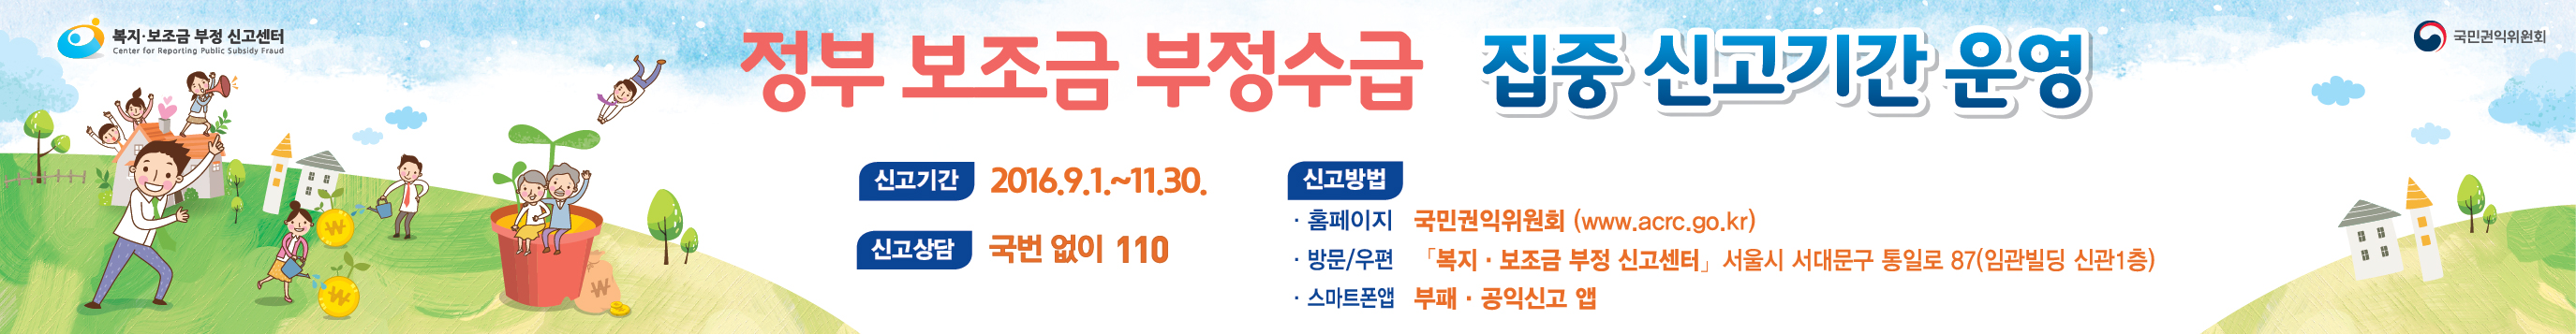 복지·보조금 부정 신고센터
Center for Reporting Public Subsidy Fraud
정부 보조금 부정수급 집중 신고기간 운영
국민권익위원회
신고기간 2016.9.1.~11.30.
신고상담 국번 없이 110
신고방법
· 홈페이지 국민권익위원회 (www.acrc.go.kr)
· 방문/우편 「복지 · 보조금 부정 신고센터」 서울시 서대문구 통일로 87(임관빌딩 신관1층)
· 스마트폰앱 부패 · 공익신고 앱
₩
₩
₩